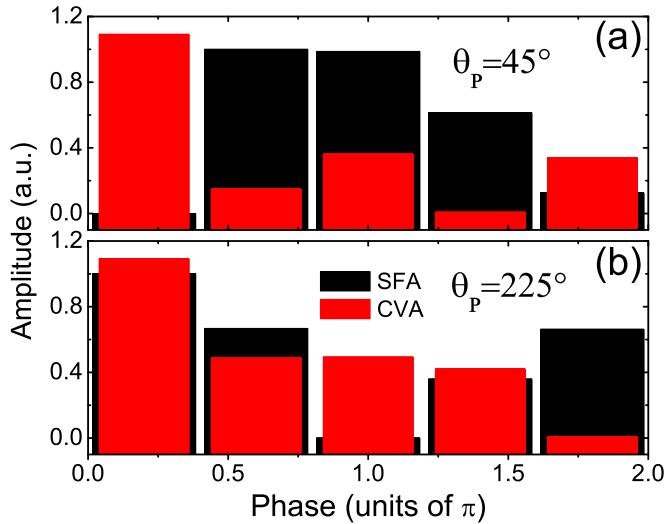 1.2
(a)
θP=45°
0.8
0.4
0.0
1.2
(b)
SFA
θP=225°
CVA
0.8
0.4
0.0
0.0
0.5
1.0
1.5
2.0
Amplitude (a.u.)
Phase (units of π)